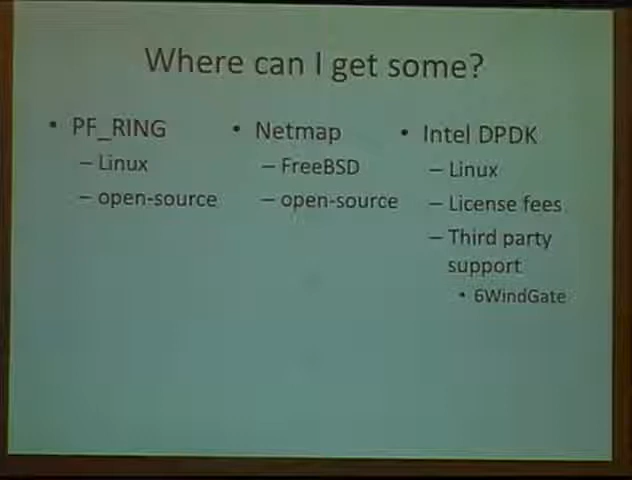 Where can I get some?
• PF_RING
– Linux
– open-source
• Netmap
– FreeBSD
– open-source
• Intel DPDK
– Linux
– License fees
– Third party
support
• 6WindGate